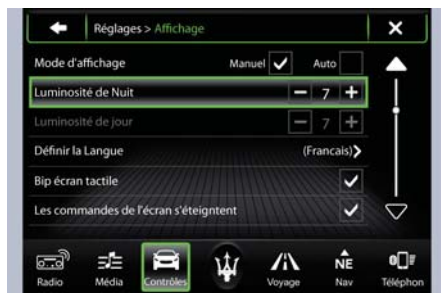 Réglages > Affichage
Mode d'affichage Manuel Auto
Luminosité de Nuit 7
Luminosité de jour 7
Définir la Langue (Francais)
Bip écran tactile
Les commandes de l'écran s'éteigntent
Radio Média Contrôles Voyage NE Nav Téléphon